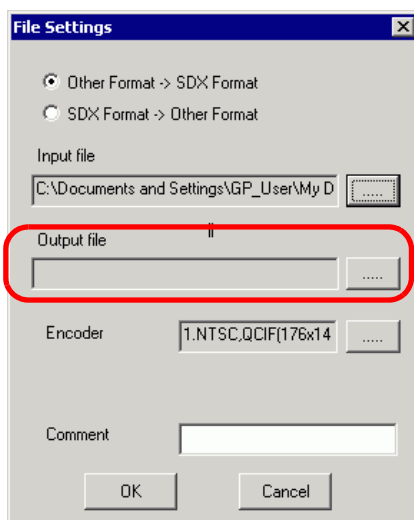 File Settings
Other Format -> SDX Format
SDX Format -> Other Format
Input file
C:\Documents and Settings\GP_User\My D
.....
Output file
.....
Encoder
1.NTSC,QCIF(176x14
.....
Comment
OK
Cancel